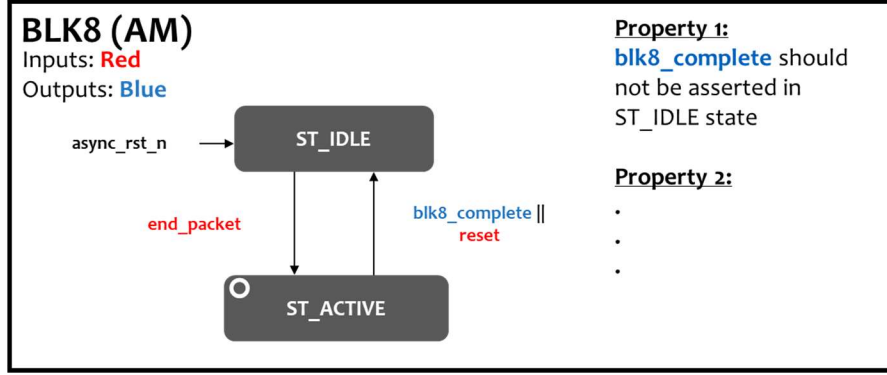 BLK8 (AM)
Inputs: Red
Outputs: Blue
async_rst_n
ST_IDLE
end_packet
blk8_complete ||
reset
ST_ACTIVE
Property 1:
blk8_complete should
not be asserted in
ST_IDLE state
Property 2:
.
.
.